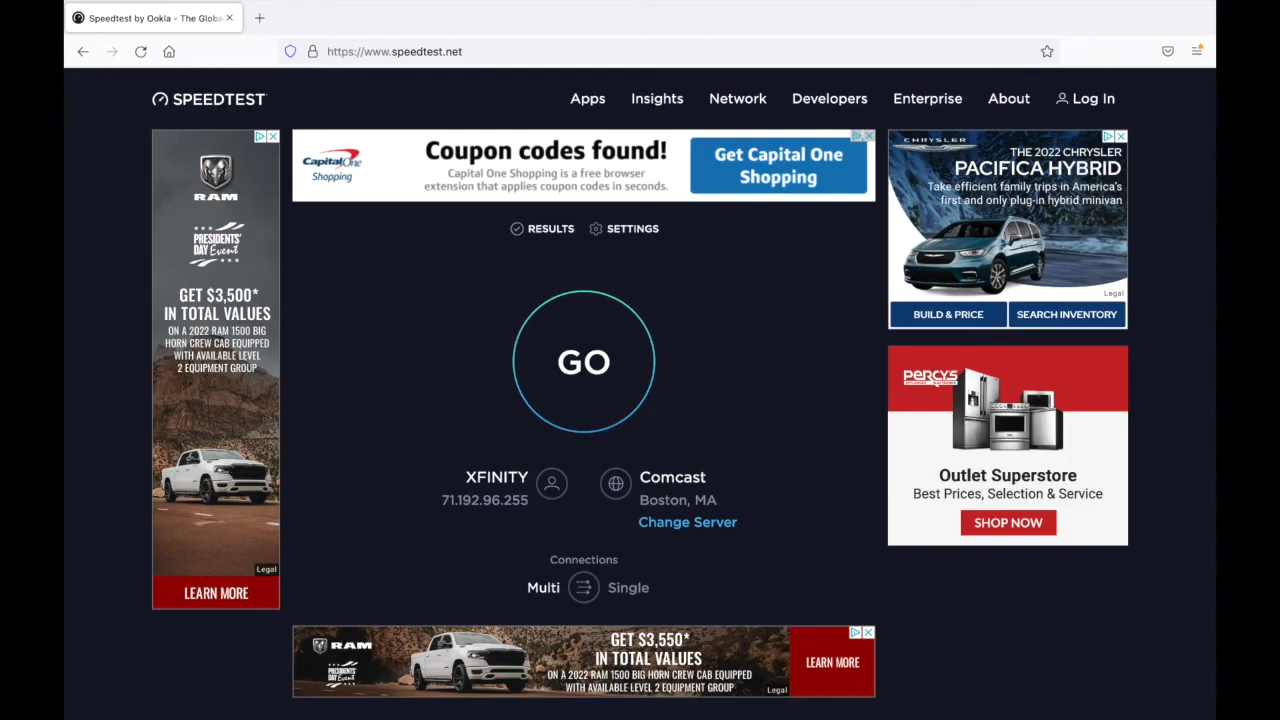 Speedtest by Ookla - The Globa
https://www.speedtest.net
SPEEDTEST
Apps
Insights
Network
Developers
Enterprise
About
Log In
RAM
PRESIDENTS'
DAY Event
GET $3,500*
IN TOTAL VALUES
ON A 2022 RAM 1500 BIG
HORN CREW CAB EQUIPPED
WITH AVAILABLE LEVEL
2 EQUIPMENT GROUP
Legal
LEARN MORE
Capital One
Shopping
Coupon codes found!
Capital One Shopping is a free browser
extension that applies coupon codes in seconds.
Get Capital One
Shopping
RESULTS
SETTINGS
GO
XFINITY
71.192.96.255
Comcast
Boston, MA
Change Server
Connections
Multi
Single
CHRYSLER
THE 2022 CHRYSLER
PACIFICA HYBRID
Take efficient family trips in America's
first and only plug-in hybrid minivan
Legal
BUILD & PRICE
SEARCH INVENTORY
PERCY'S
Outlet Superstore
Best Prices, Selection & Service
SHOP NOW
RAM
PRESIDENTS'
DAY Event
GET $3,550*
IN TOTAL VALUES
ON A 2022 RAM 1500 BIG HORN CREW CAB EQUIPPED
WITH AVAILABLE LEVEL 2 EQUIPMENT GROUP
Legal
LEARN MORE